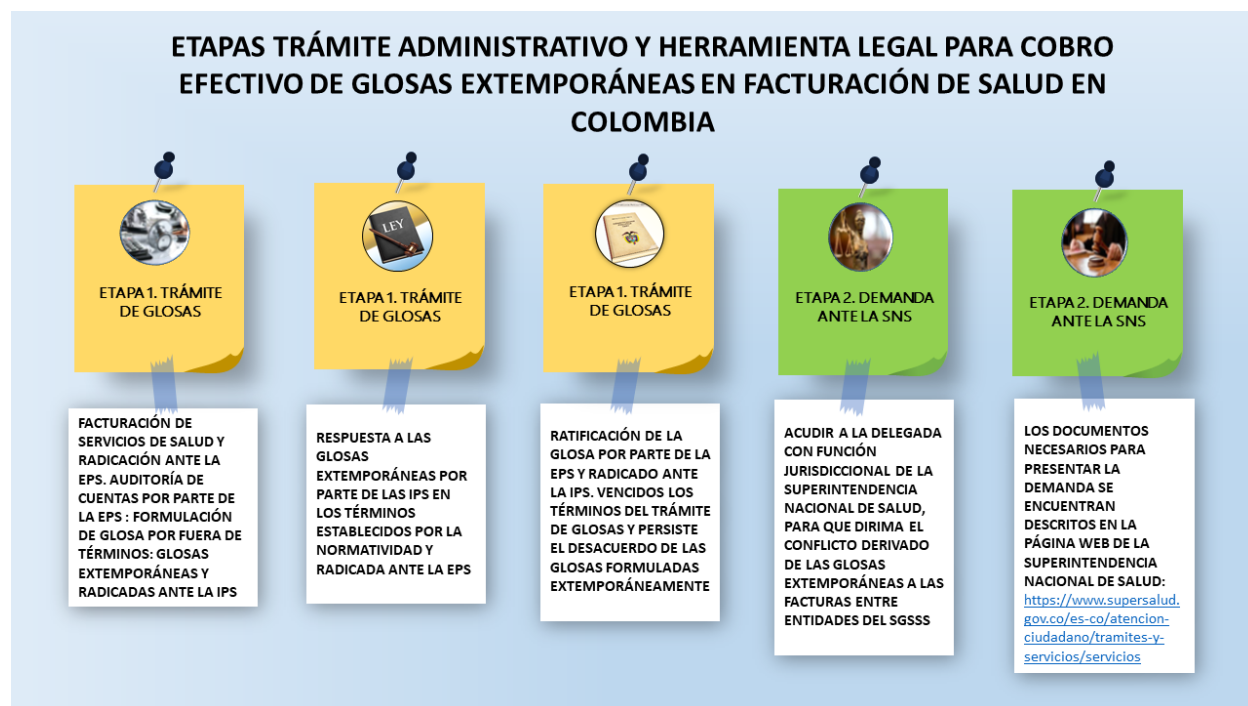 ETAPAS TRÁMITE ADMINISTRATIVO Y HERRAMIENTA LEGAL PARA COBRO
EFECTIVO DE GLOSAS EXTEMPORÁNEAS EN FACTURACIÓN DE SALUD EN
COLOMBIA
ETAPA 1. TRÁMITE
DE GLOSAS
FACTURACIÓN DE
SERVICIOS DE SALUD Y
RADICACIÓN ANTE LA
EPS. AUDITORÍA DE
CUENTAS POR PARTE DE
LA EPS : FORMULACIÓN
DE GLOSA POR FUERA DE
TÉRMINOS: GLOSAS
EXTEMPORÁNEAS Y
RADICADAS ANTE LA IPS
LEY
ETAPA 1. TRÁMITE
DE GLOSAS
RESPUESTA A LAS
GLOSAS
EXTEMPORÁNEAS POR
PARTE DE LAS IPS EN
LOS TÉRMINOS
ESTABLECIDOS POR LA
NORMATIVIDAD Y
RADICADA ANTE LA EPS
ETAPA 1. TRÁMITE
DE GLOSAS
RATIFICACIÓN DE LA
GLOSA POR PARTE DE LA
EPS Y RADICADO ANTE
LA IPS. VENCIDOS LOS
TÉRMINOS DEL TRÁMITE
DE GLOSAS Y PERSISTE
EL DESACUERDO DE LAS
GLOSAS FORMULADAS
EXTEMPORÁNEAMENTE
ETAPA 2. DEMANDA
ANTE LA SNS
ACUDIR A LA DELEGADA
CON FUNCIÓN
JURISDICCIONAL DE LA
SUPERINTENDENCIA
NACIONAL DE SALUD,
PARA QUE DIRIMA EL
CONFLICTO DERIVADO
DE LAS GLOSAS
EXTEMPORÁNEAS A LAS
FACTURAS ENTRE
ENTIDADES DEL SGSSS
ETAPA 2. DEMANDA
ANTE LA SNS
LOS DOCUMENTOS
NECESARIOS PARA
PRESENTAR LA
DEMANDA SE
ENCUENTRAN
DESCRITOS EN LA
PÁGINA WEB DE LA
SUPERINTENDENCIA
NACIONAL DE SALUD:
https://www.supersalud.
gov.co/es-co/atencion-
ciudadano/tramites-y-
servicios/servicios